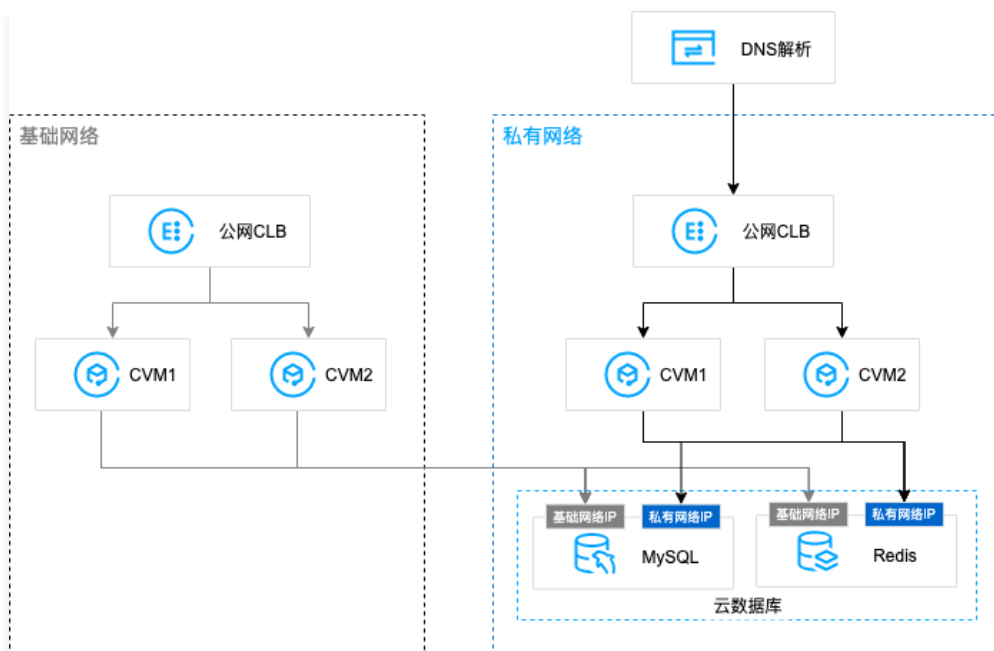 DNS解析
基础网络
私有网络
公网CLB
公网CLB
CVM1
CVM2
CVM1
CVM2
基础网络IP
私有网络IP
基础网络IP
私有网络IP
MySQL
Redis
云数据库